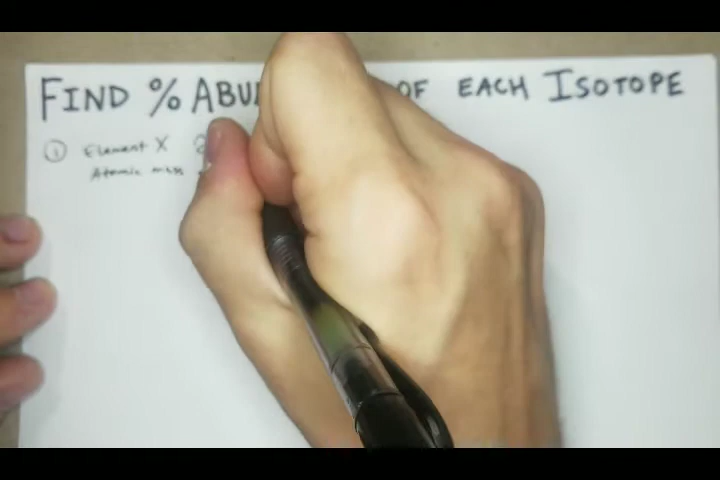 FIND % ABU OF EACH ISOTOPE
① Element X
Atomic mass